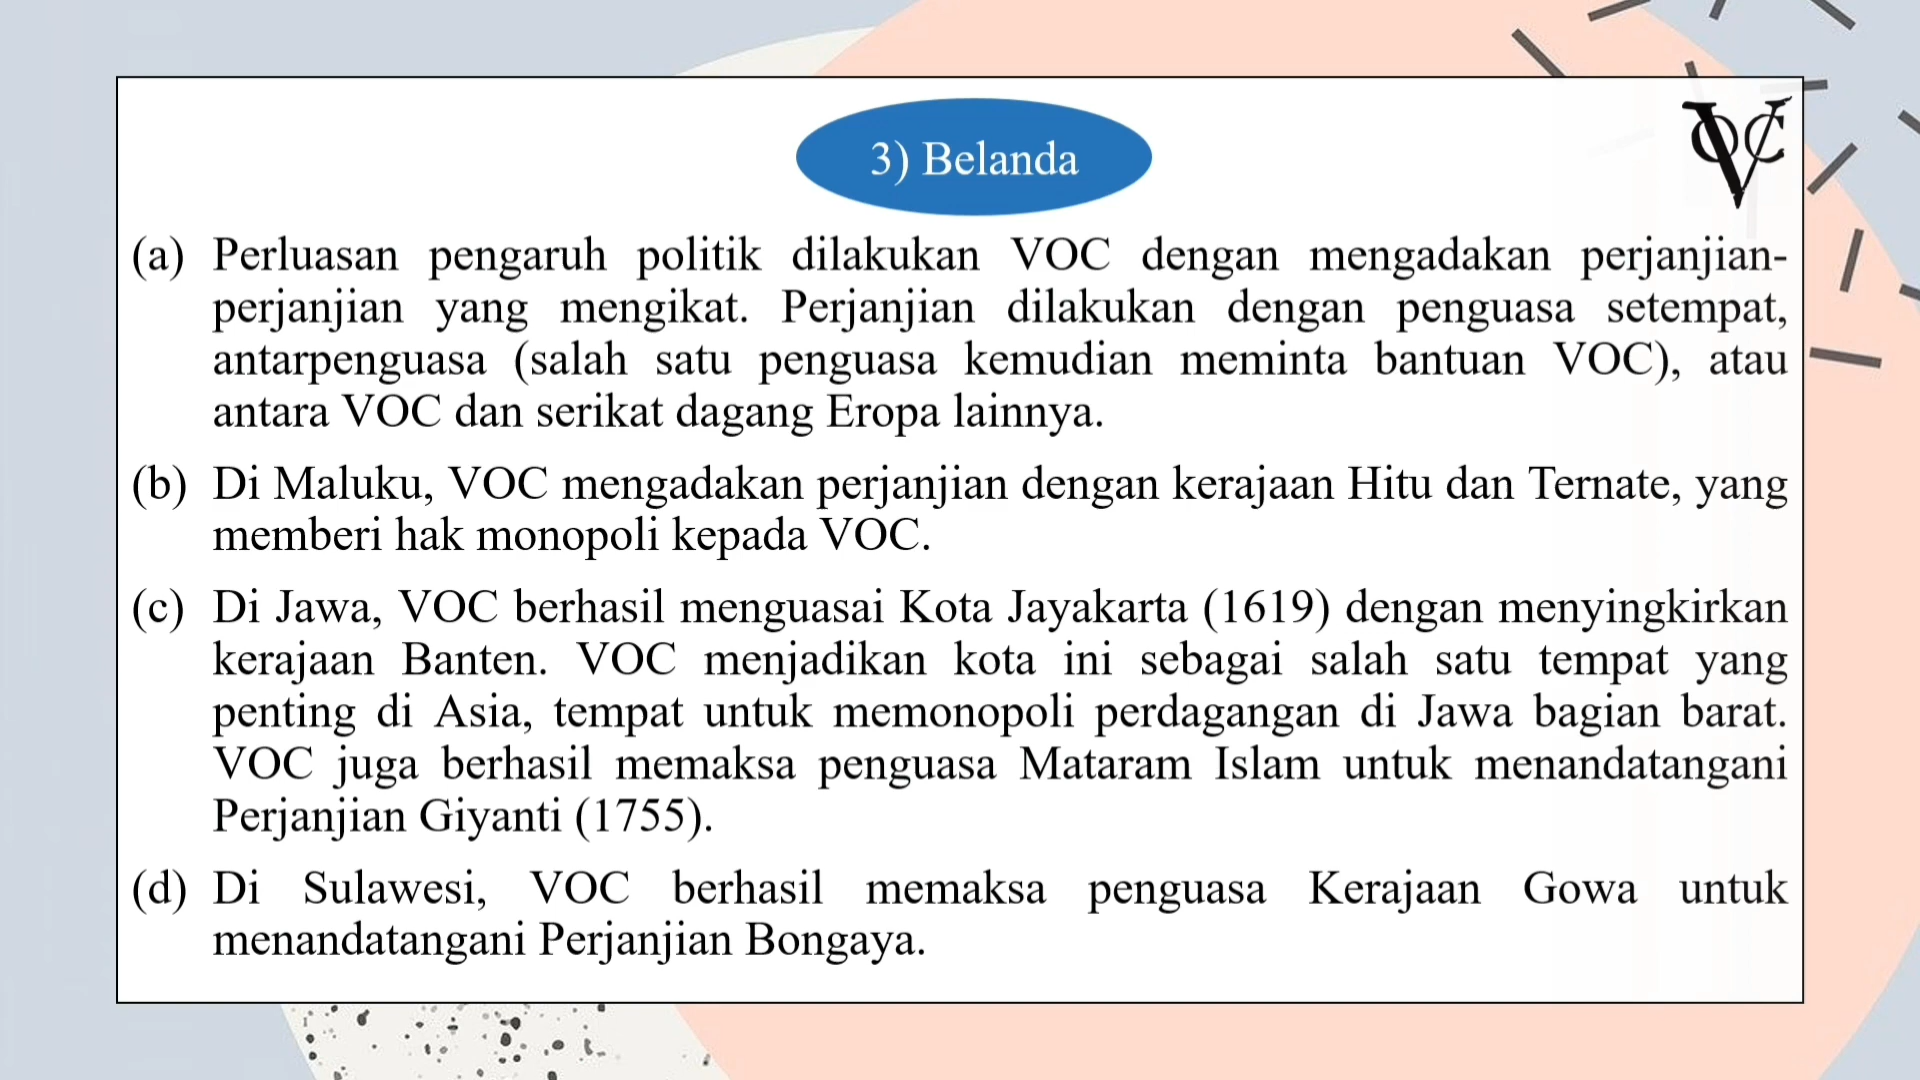 VOC
3) Belanda
(a) Perluasan pengaruh politik dilakukan VOC dengan mengadakan perjanjian-
perjanjian yang mengikat. Perjanjian dilakukan dengan penguasa setempat,
antarpenguasa (salah satu penguasa kemudian meminta bantuan VOC), atau
antara VOC dan serikat dagang Eropa lainnya.
(b) Di Maluku, VOC mengadakan perjanjian dengan kerajaan Hitu dan Ternate, yang
memberi hak monopoli kepada VOC.
(c) Di Jawa, VOC berhasil menguasai Kota Jayakarta (1619) dengan menyingkirkan
kerajaan Banten. VOC menjadikan kota ini sebagai salah satu tempat yang
penting di Asia, tempat untuk memonopoli perdagangan di Jawa bagian barat.
VOC juga berhasil memaksa penguasa Mataram Islam untuk menandatangani
Perjanjian Giyanti (1755).
(d) Di Sulawesi, VOC berhasil memaksa penguasa Kerajaan Gowa untuk
menandatangani Perjanjian Bongaya.